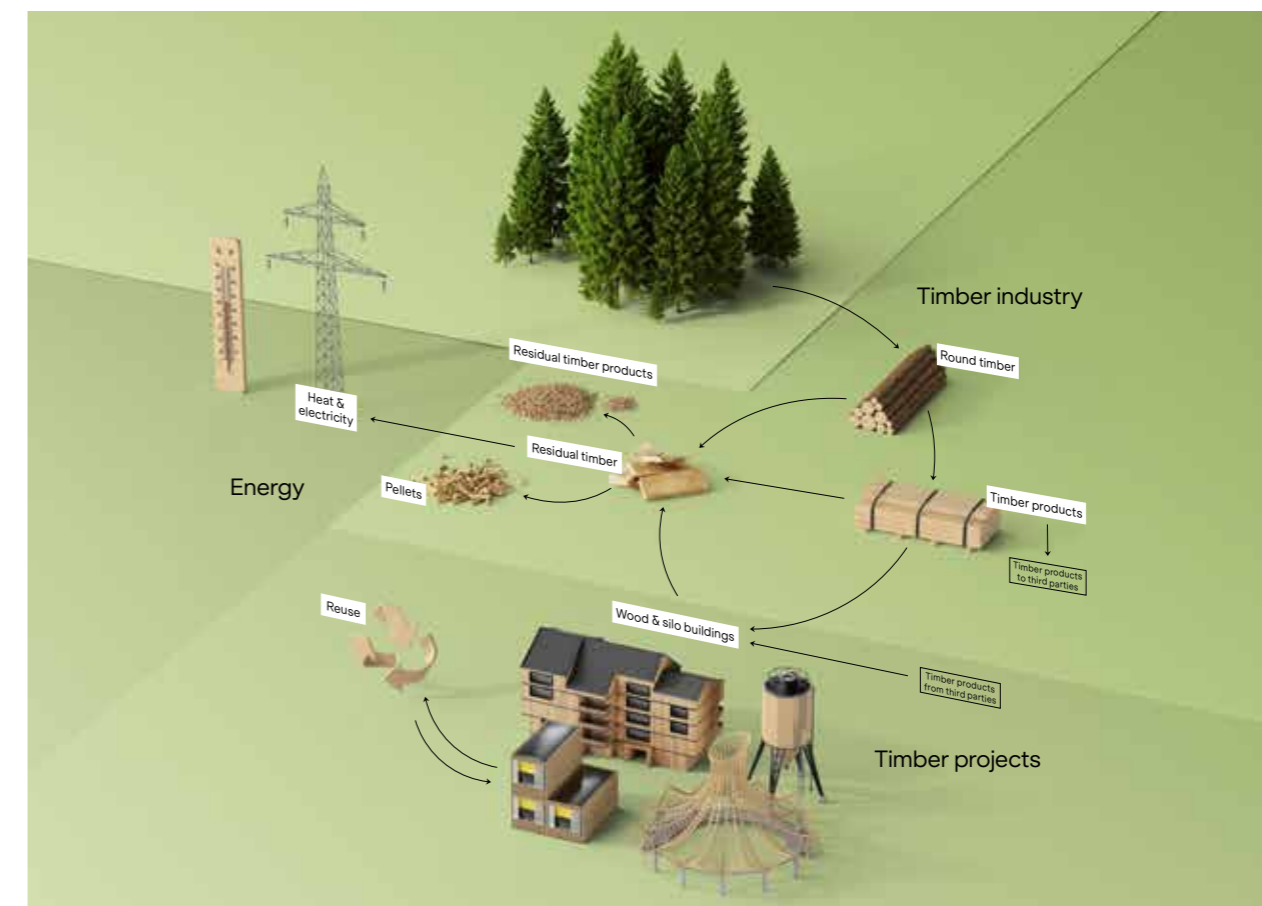 Timber industry
Round timber
Residual timber products
Heat &
electricity
Residual timber
Energy
Pellets
Timber products
Timber products
to third parties
Reuse
Wood & silo buildings
Timber products
from third parties
Timber projects